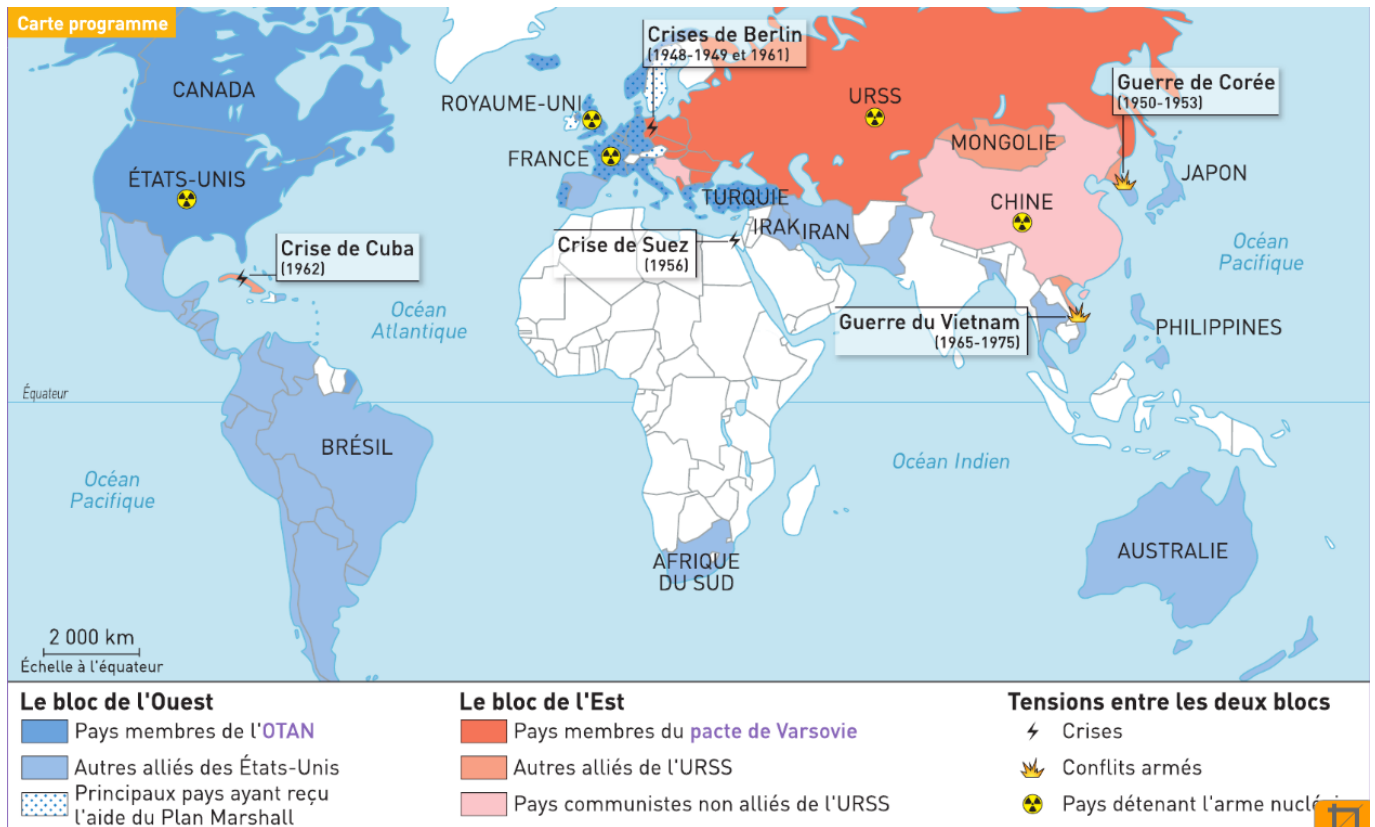 Carte programme
Crises de Berlin
(1948-1949 et 1961)
Guerre de Corée
(1950-1953)
CANADA
ROYAUME-UNI
URSS
FRANCE
MONGOLIE
JAPON
ÉTATS-UNIS
TURQUIE
CHINE
IRAK
IRAN
Crise de Cuba
(1962)
Crise de Suez
(1956)
Océan
Pacifique
Océan
Atlantique
Guerre du Vietnam
(1965-1975)
PHILIPPINES
Équateur
BRÉSIL
Océan Indien
Océan
Pacifique
AFRIQUE
DU SUD
AUSTRALIE
2 000 km
Échelle à l'équateur
Le bloc de l'Ouest
Pays membres de l'OTAN
Autres alliés des États-Unis
Principaux pays ayant reçu
l'aide du Plan Marshall
Le bloc de l'Est
Pays membres du pacte de Varsovie
Autres alliés de l'URSS
Pays communistes non alliés de l'URSS
Tensions entre les deux blocs
Crises
Conflits armés
Pays détenant l'arme